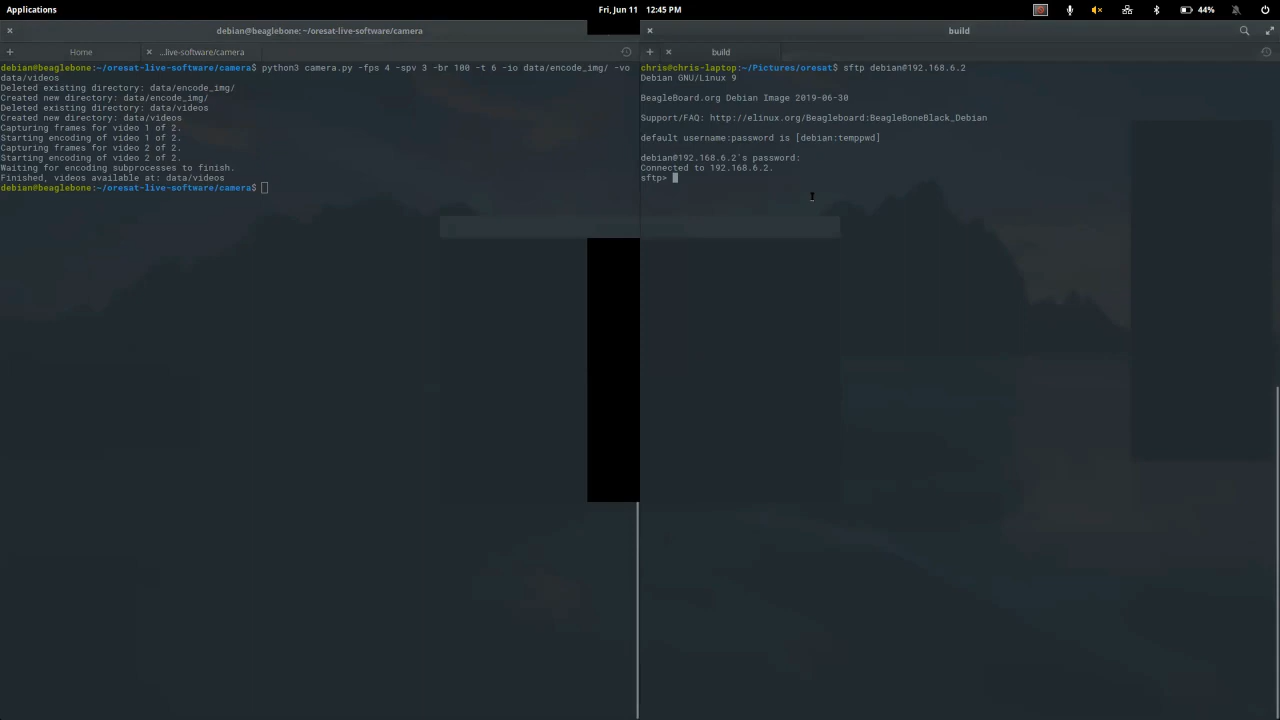 Applications
Fri, Jun 11 12:45 PM
44%
debian@beaglebone: ~/oresat-live-software/camera
Home
...live-software/camera
debian@beaglebone:~/oresat-live-software/camera$ python3 camera.py -fps 4 -spv 3 -br 100 -t 6 -io data/encode_img/ -vo
data/videos
Deleted existing directory: data/encode_img/
Created new directory: data/encode_img/
Deleted existing directory: data/videos
Created new directory: data/videos
Capturing frames for video 1 of 2.
Starting encoding of video 1 of 2.
Capturing frames for video 2 of 2.
Starting encoding of video 2 of 2.
Waiting for encoding subprocesses to finish.
Finished, videos available at: data/videos
debian@beaglebone:~/oresat-live-software/camera$
build
build
chris@chris-laptop:~/Pictures/oresat$ sftp debian@192.168.6.2
Debian GNU/Linux 9
BeagleBoard.org Debian Image 2019-06-30
Support/FAQ: http://elinux.org/Beagleboard:BeagleBoneBlack_Debian
default username:password is [debian:temppwd]
debian@192.168.6.2's password:
Connected to 192.168.6.2.
sftp>